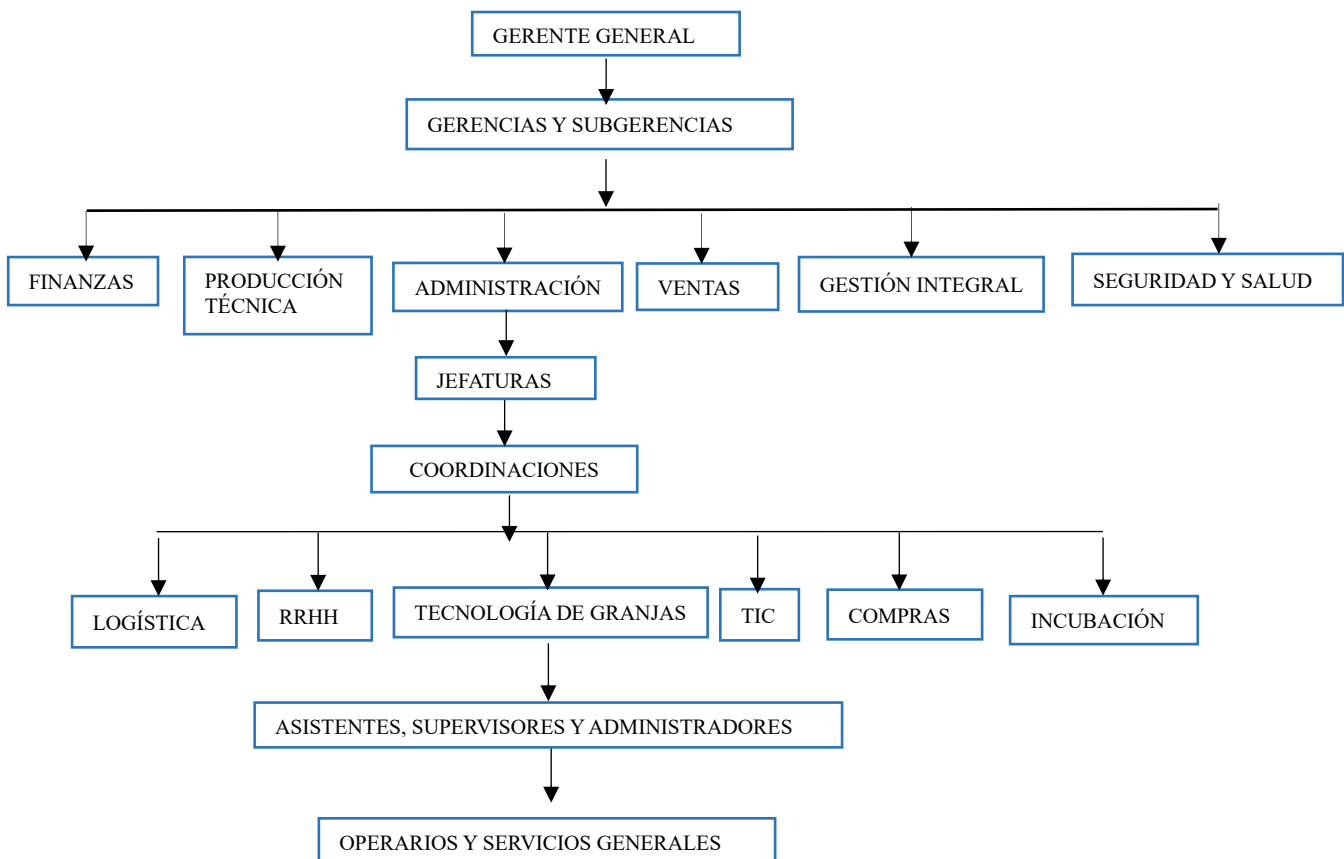 GERENTE GENERAL
GERENCIAS Y SUBGERENCIAS
FINANZAS
PRODUCCIÓN
TÉCNICA
ADMINISTRACIÓN
VENTAS
GESTIÓN INTEGRAL
SEGURIDAD Y SALUD
JEFATURAS
COORDINACIONES
LOGÍSTICA
RRHH
TECNOLOGÍA DE GRANJAS
TIC
COMPRAS
INCUBACIÓN
ASISTENTES, SUPERVISORES Y ADMINISTRADORES
OPERARIOS Y SERVICIOS GENERALES